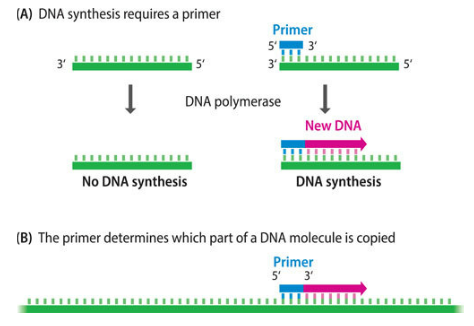 (A) DNA synthesis requires a primer
Primer
5′ 3′
3′ 5′ 3′ 5′
DNA polymerase
New DNA
No DNA synthesis DNA synthesis
(B) The primer determines which part of a DNA molecule is copied
Primer
5′ 3′